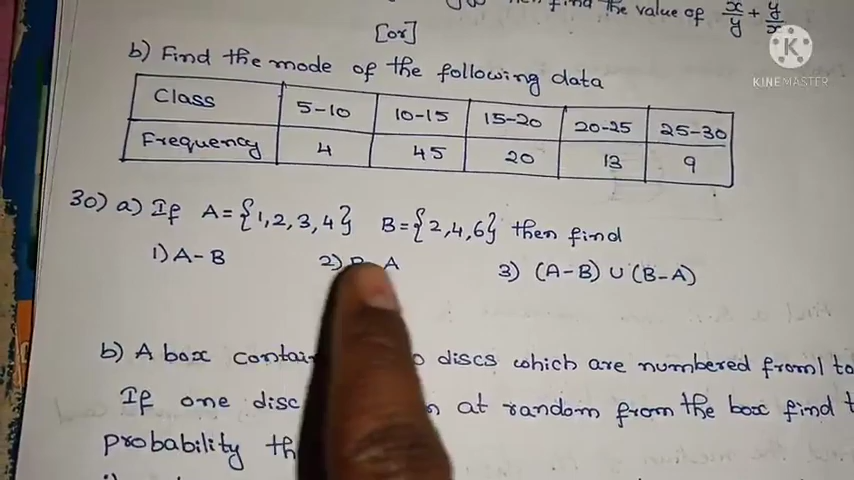 then find the value of x/y + y/x
[or]
b) Find the mode of the following data
Class 5-10 10-15 15-20 20-25 25-30
Frequency 4 45 20 13 9
30) a) If A={1,2,3,4} B={2,4,6} then find
1) A-B 2) B-A 3) (A-B) ∪ (B-A)
b) A box discs which are numbered from 1 to
If one at random from the box find
probability
K
KINEMASTER